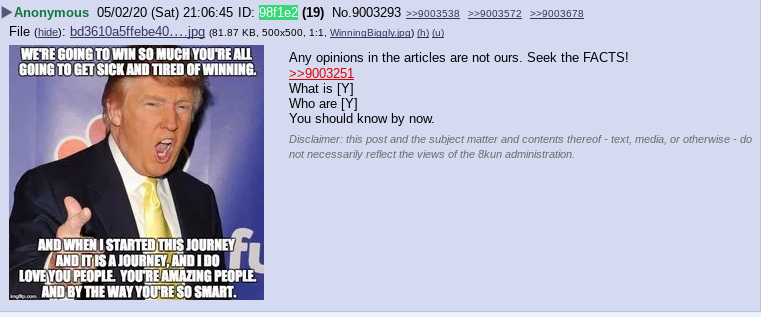 Anonymous 05/02/20 (Sat) 21:06:45 ID: 98f1e2 (19) No.9003293 >>9003538 >>9003572 >>9003678
File (hide): bd3610a5ffebe40….jpg (81.87 KB, 500x500, 1:1, WinningBiggly.jpg) (h) (u)
WE'RE GOING TO WIN SO MUCH YOU'RE ALL
GOING TO GET SICK AND TIRED OF WINNING.
AND WHEN I STARTED THIS JOURNEY
AND IT IS A JOURNEY, AND I DO
LOVE YOU PEOPLE. YOU'RE AMAZING PEOPLE.
AND BY THE WAY YOU'RE SO SMART.
fu
imgflip.com
Any opinions in the articles are not ours. Seek the FACTS!
>>9003251
What is [Y]
Who are [Y]
You should know by now.
Disclaimer: this post and the subject matter and contents thereof - text, media, or otherwise - do
not necessarily reflect the views of the 8kun administration.